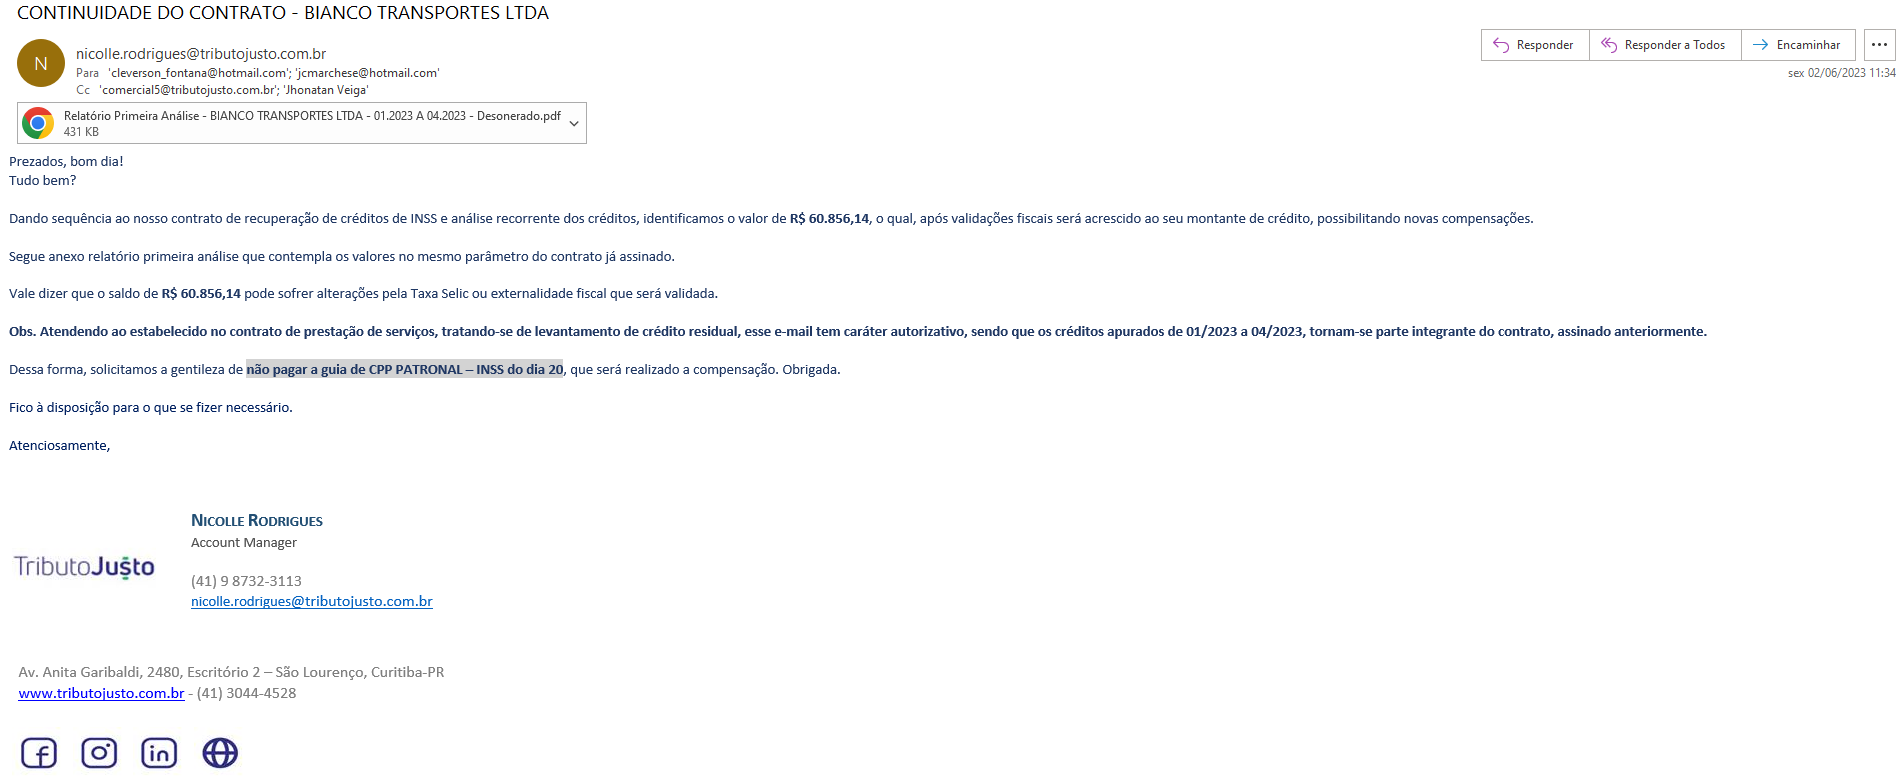 CONTINUIDADE DO CONTRATO - BIANCO TRANSPORTES LTDA
N
nicolle.rodrigues@tributojusto.com.br
Para 'cleverson_fontana@hotmail.com'; 'jcmarchese@hotmail.com'
Cc 'comercial5@tributojusto.com.br'; 'Jhonatan Veiga'
Responder
Responder a Todos
Encaminhar
sex 02/06/2023 11:34
Relatório Primeira Análise - BIANCO TRANSPORTES LTDA - 01.2023 A 04.2023 - Desonerado.pdf
431 KB
Prezados, bom dia!
Tudo bem?
Dando sequência ao nosso contrato de recuperação de créditos de INSS e análise recorrente dos créditos, identificamos o valor de R$ 60.856,14, o qual, após validações fiscais será acrescido ao seu montante de crédito, possibilitando novas compensações.
Segue anexo relatório primeira análise que contempla os valores no mesmo parâmetro do contrato já assinado.
Vale dizer que o saldo de R$ 60.856,14 pode sofrer alterações pela Taxa Selic ou externalidade fiscal que será validada.
Obs. Atendendo ao estabelecido no contrato de prestação de serviços, tratando-se de levantamento de crédito residual, esse e-mail tem caráter autorizativo, sendo que os créditos apurados de 01/2023 a 04/2023, tornam-se parte integrante do contrato, assinado anteriormente.
Dessa forma, solicitamos a gentileza de não pagar a guia de CPP PATRONAL – INSS do dia 20, que será realizado a compensação. Obrigada.
Fico à disposição para o que se fizer necessário.
Atenciosamente,
NICOLLE RODRIGUES
Account Manager
TributoJusto
(41) 9 8732-3113
nicolle.rodrigues@tributojusto.com.br
Av. Anita Garibaldi, 2480, Escritório 2 – São Lourenço, Curitiba-PR
www.tributojusto.com.br - (41) 3044-4528